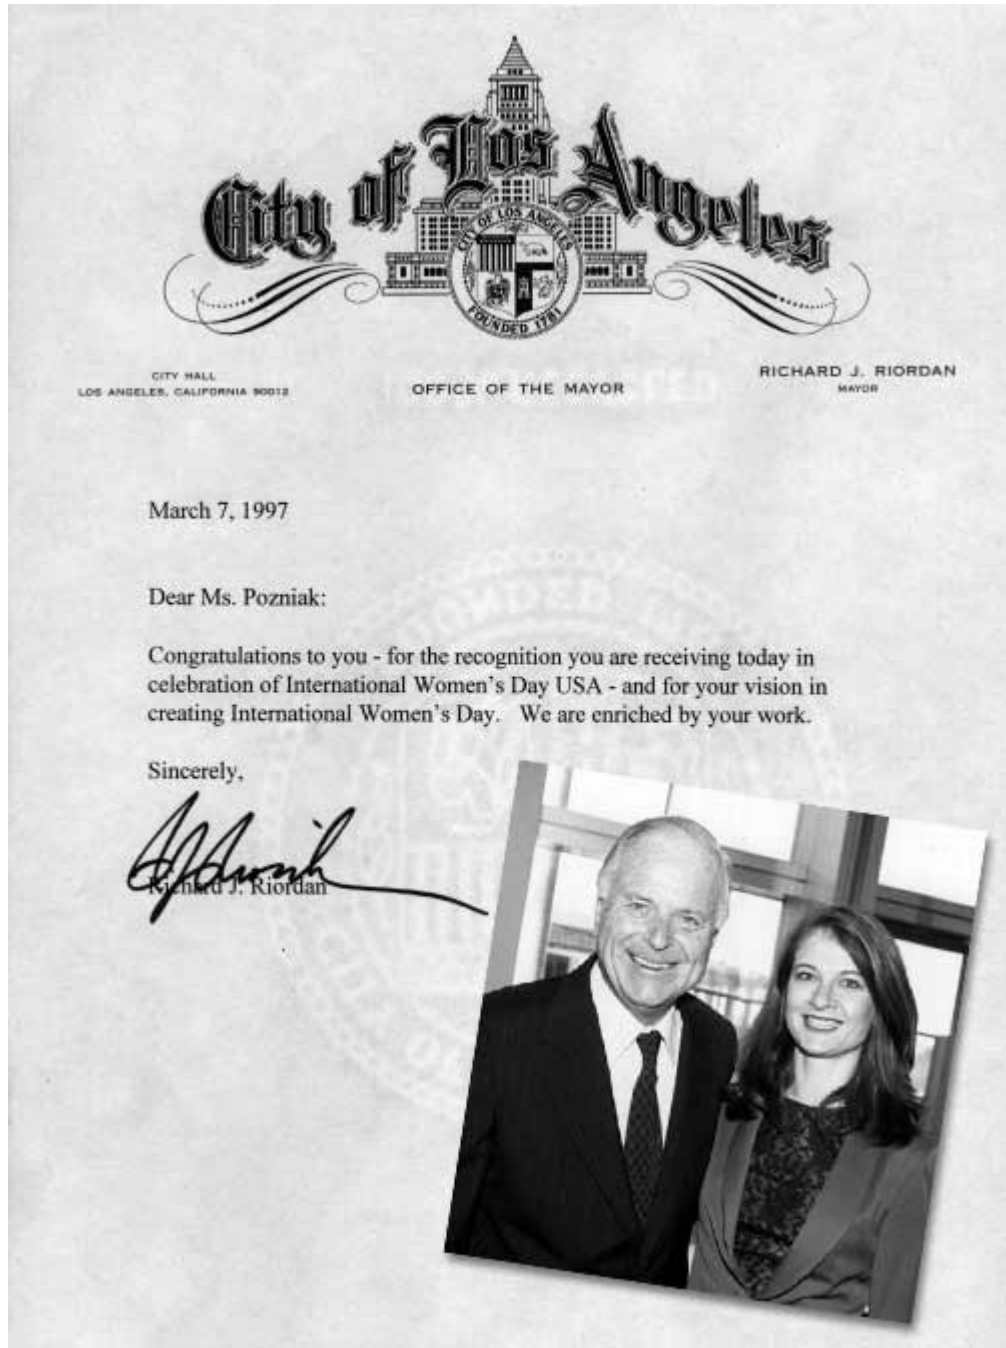 City of Los Angeles
CITY OF LOS ANGELES
FOUNDED 1781
CITY HALL
LOS ANGELES, CALIFORNIA 90012
OFFICE OF THE MAYOR
RICHARD J. RIORDAN
MAYOR
March 7, 1997
Dear Ms. Pozniak:
Congratulations to you - for the recognition you are receiving today in
celebration of International Women's Day USA - and for your vision in
creating International Women's Day.   We are enriched by your work.
Sincerely,
Richard J. Riordan